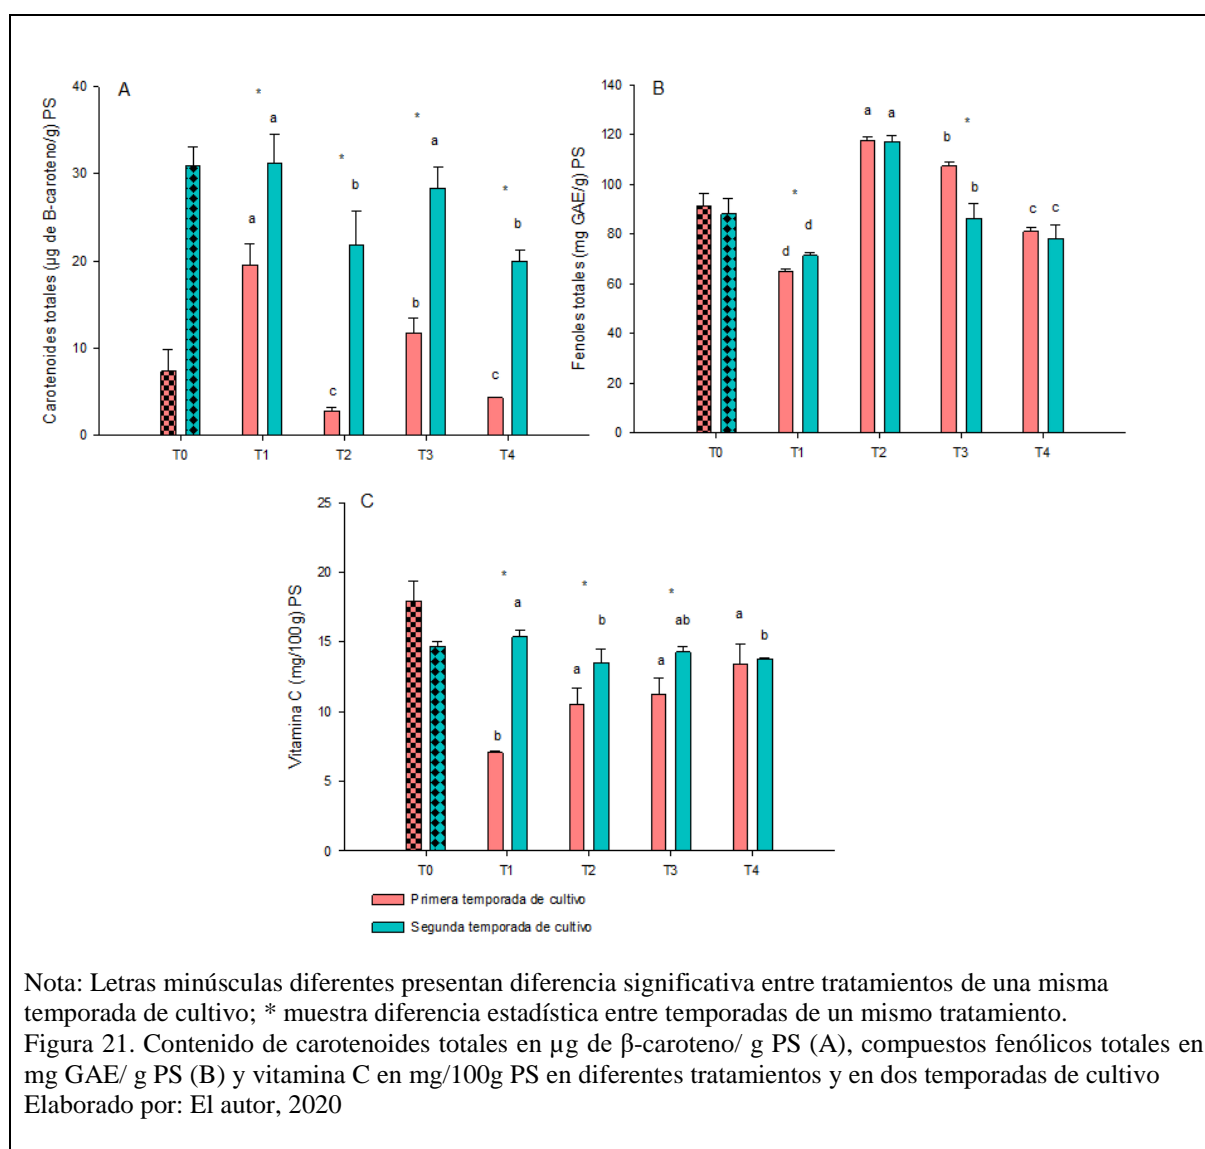 A
Carotenoides totales (µg de B-caroteno/g) PS
40
30
20
10
0
* a a
* b c
* a b
* b c
T0 T1 T2 T3 T4
B
Fenoles totales (mg GAE/g) PS
140
120
100
80
60
40
20
0
* d d
a a
b * b
c c
T0 T1 T2 T3 T4
C
Vitamina C (mg/100g) PS
25
20
15
10
5
0
* a b
* b a
* ab a
a b
T0 T1 T2 T3 T4
Primera temporada de cultivo
Segunda temporada de cultivo
Nota: Letras minúsculas diferentes presentan diferencia significativa entre tratamientos de una misma
temporada de cultivo; * muestra diferencia estadística entre temporadas de un mismo tratamiento.
Figura 21. Contenido de carotenoides totales en µg de β-caroteno/ g PS (A), compuestos fenólicos totales en
mg GAE/ g PS (B) y vitamina C en mg/100g PS en diferentes tratamientos y en dos temporadas de cultivo
Elaborado por: El autor, 2020